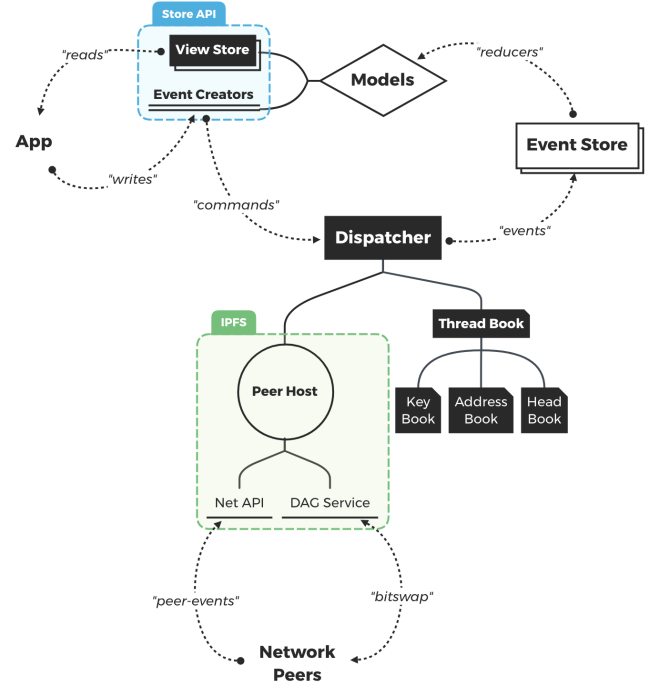 Store API
View Store
"reads"
"reducers"
Models
Event Creators
App
Event Store
"writes"
"commands"
"events"
Dispatcher
IPFS
Thread Book
Peer Host
Key
Book
Address
Book
Head
Book
Net API
DAG Service
"peer-events"
"bitswap"
Network
Peers